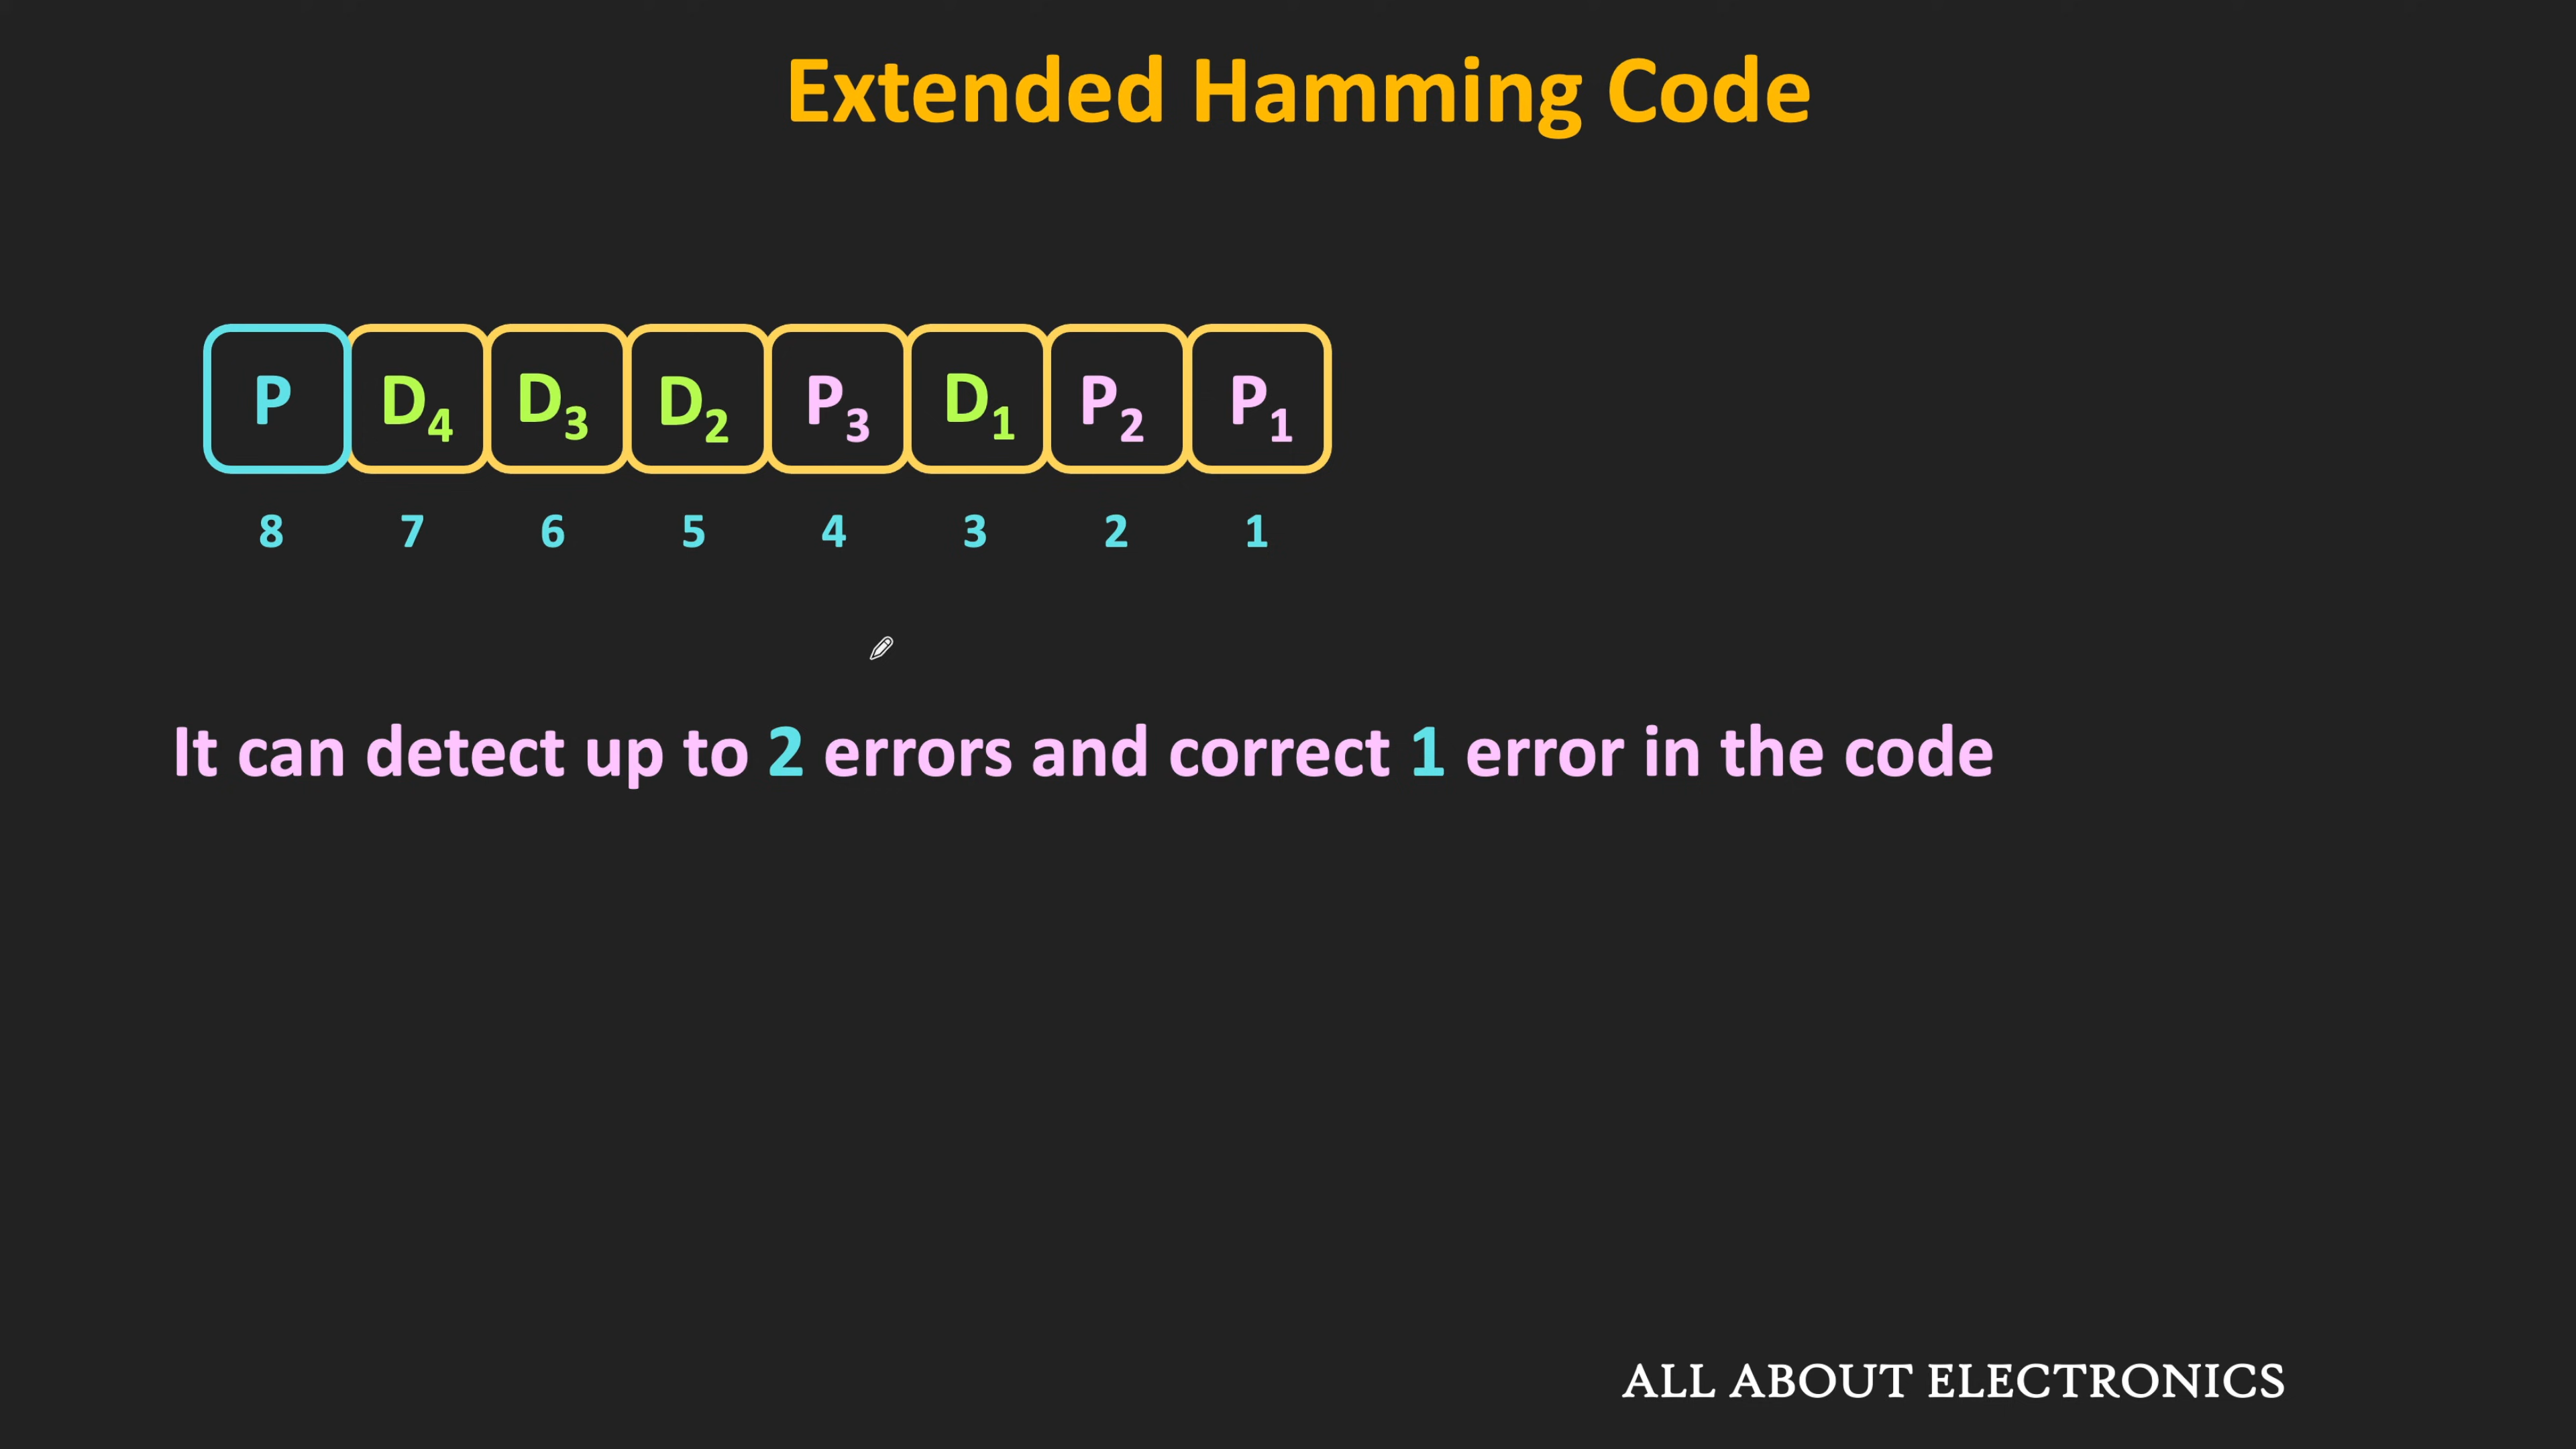 Extended Hamming Code
P D₄ D₃ D₂ P₃ D₁ P₂ P₁
8 7 6 5 4 3 2 1
It can detect up to 2 errors and correct 1 error in the code
ALL ABOUT ELECTRONICS